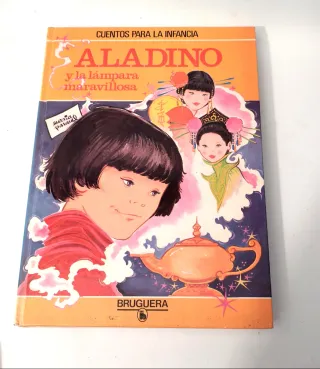 CUENTOS PARA LA INFANCIA
ALADINO
y la lámpara
maravillosa
BRUGUERA